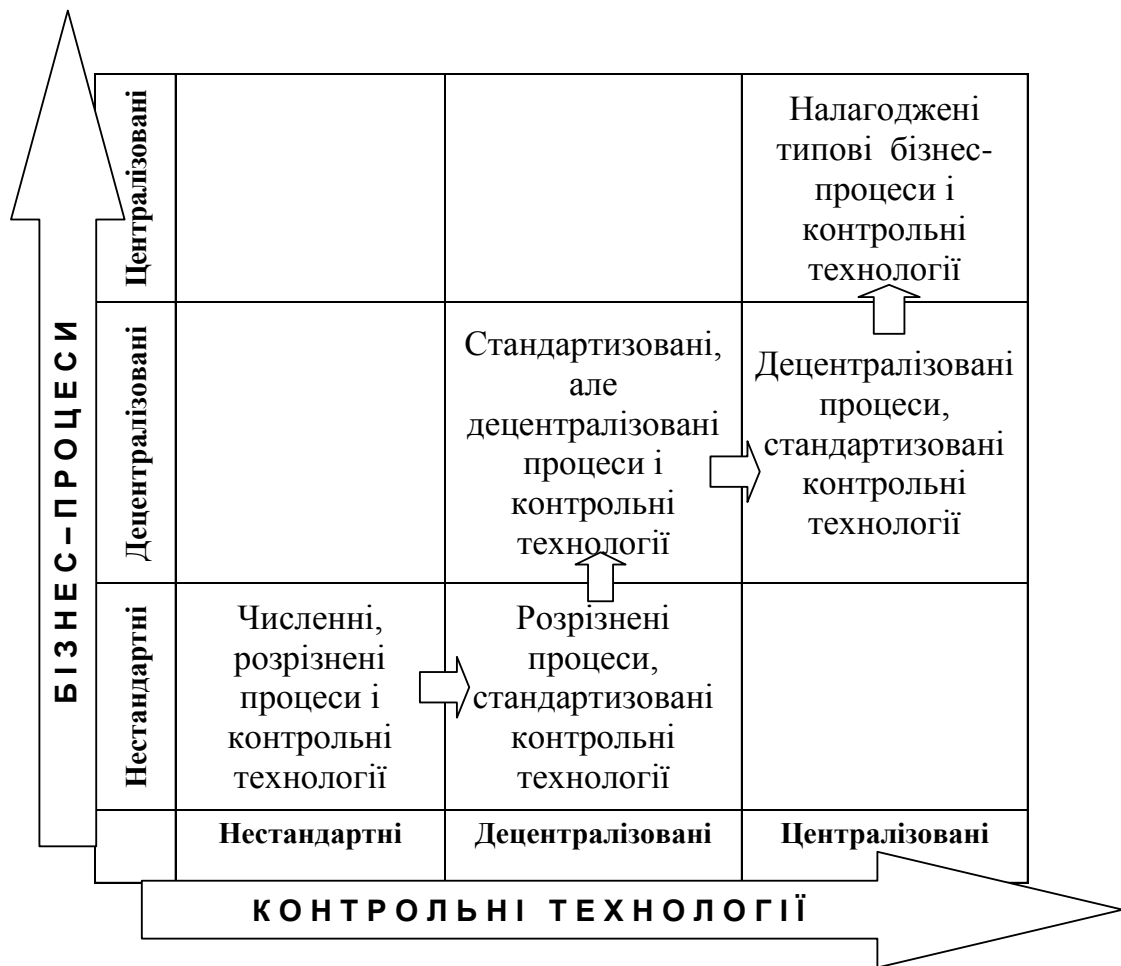 БІЗНЕС–ПРОЦЕСИ
Централізовані
Налагоджені
типові бізнес-
процеси і
контрольні
технології
Децентралізовані
Стандартизовані,
але
децентралізовані
процеси і
контрольні
технології
Децентралізовані
процеси,
стандартизовані
контрольні
технології
Нестандартні
Численні,
розрізнені
процеси і
контрольні
технології
Розрізнені
процеси,
стандартизовані
контрольні
технології
Нестандартні
Децентралізовані
Централізовані
КОНТРОЛЬНІ ТЕХНОЛОГІЇ